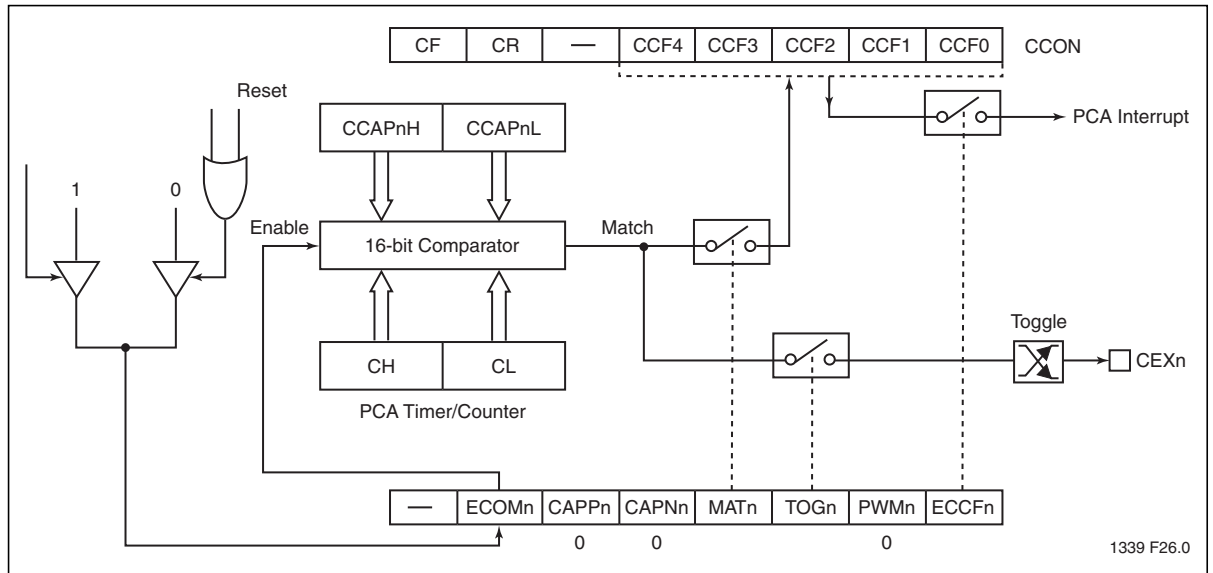 CF CR — CCF4 CCF3 CCF2 CCF1 CCF0 CCON
Reset
CCAPnH CCAPnL
PCA Interrupt
1 0
Enable
16-bit Comparator
Match
Toggle
CH CL
CEXn
PCA Timer/Counter
— ECOMn CAPPn CAPNn MATn TOGn PWMn ECCFn
0 0 0
1339 F26.0